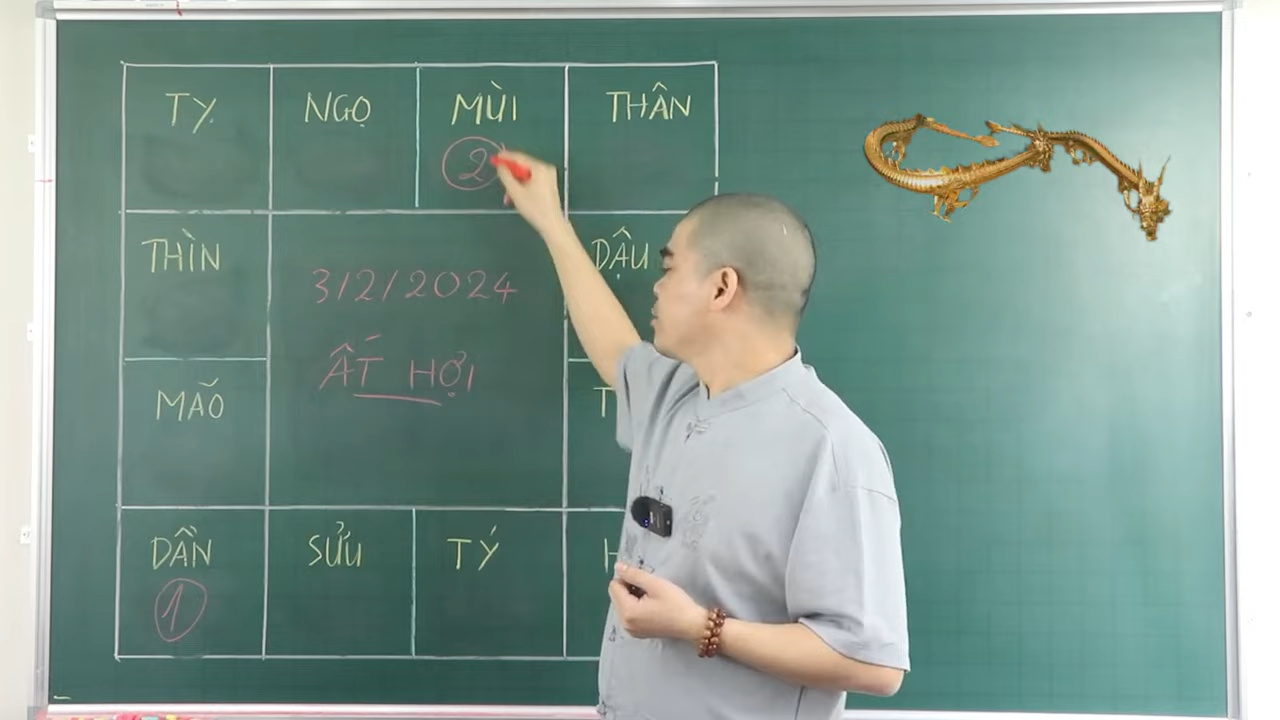 TỴ NGỌ MÙI THÂN
2
THÌN DẬU
3/2/2024
ẤT HỢI
MÃO T
DẦN SỬU TÝ H
1